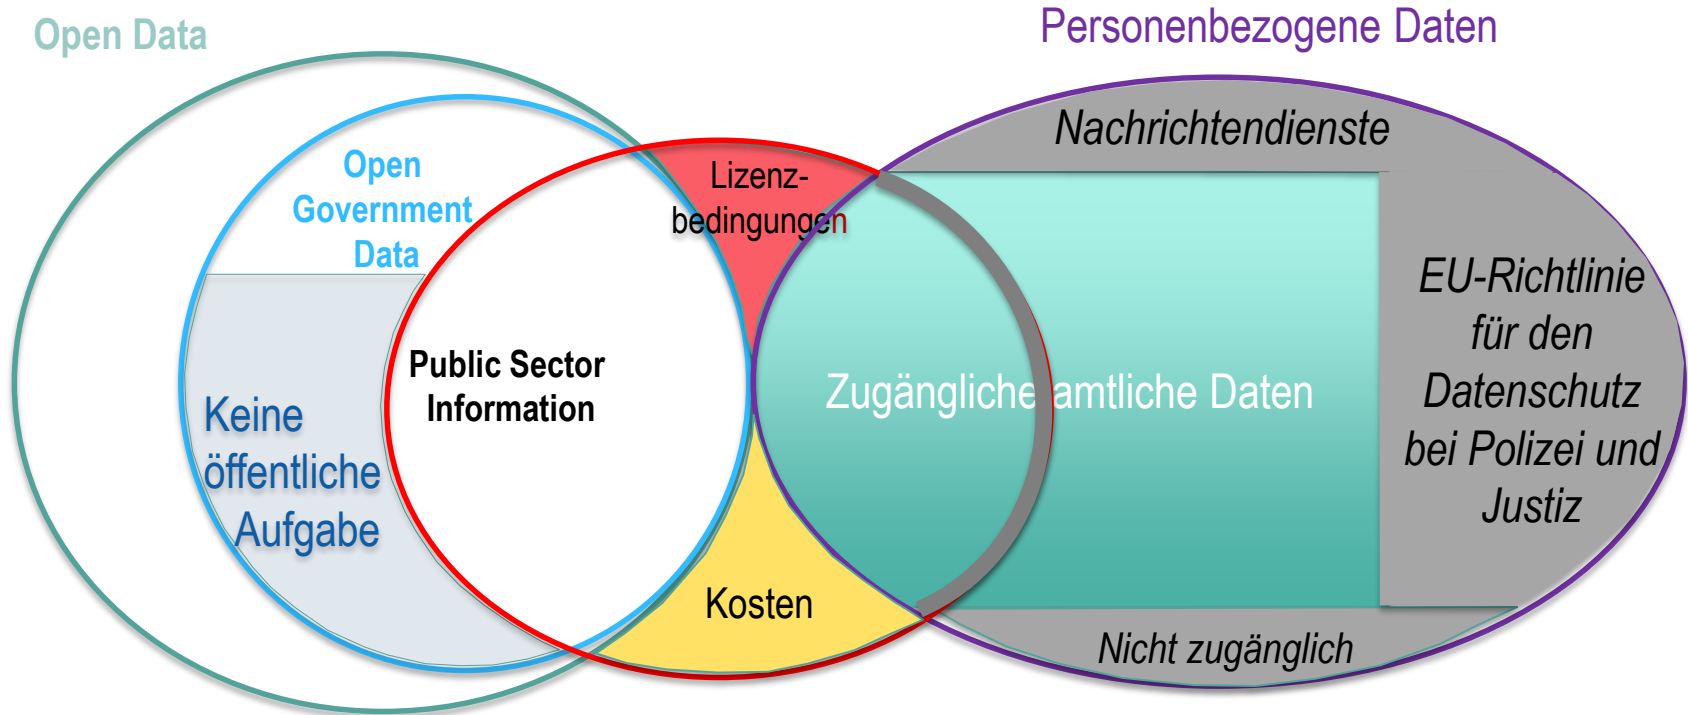 Open Data
Personenbezogene Daten
Nachrichtendienste
Open
Government
Data
Lizenz-
bedingungen
Public Sector
Information
Keine
öffentliche
Aufgabe
Zugängliche amtliche Daten
EU-Richtlinie
für den
Datenschutz
bei Polizei und
Justiz
Kosten
Nicht zugänglich